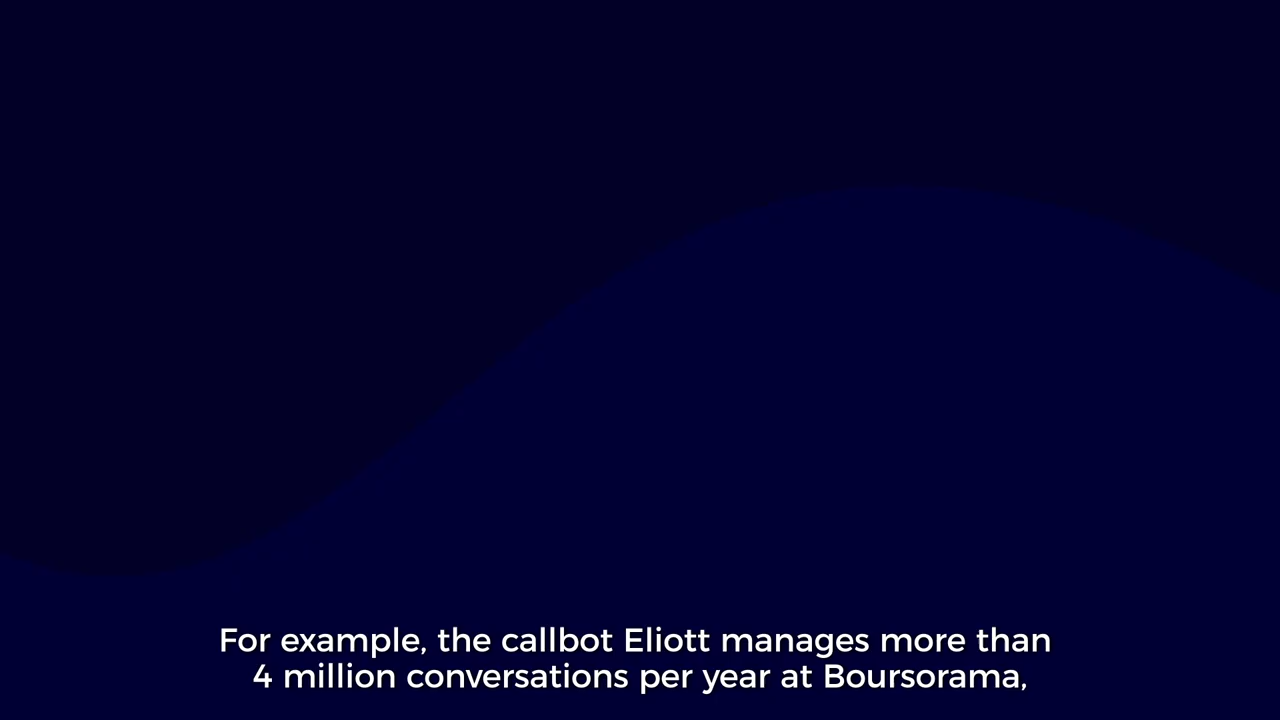 For example, the callbot Eliott manages more than
4 million conversations per year at Boursorama,